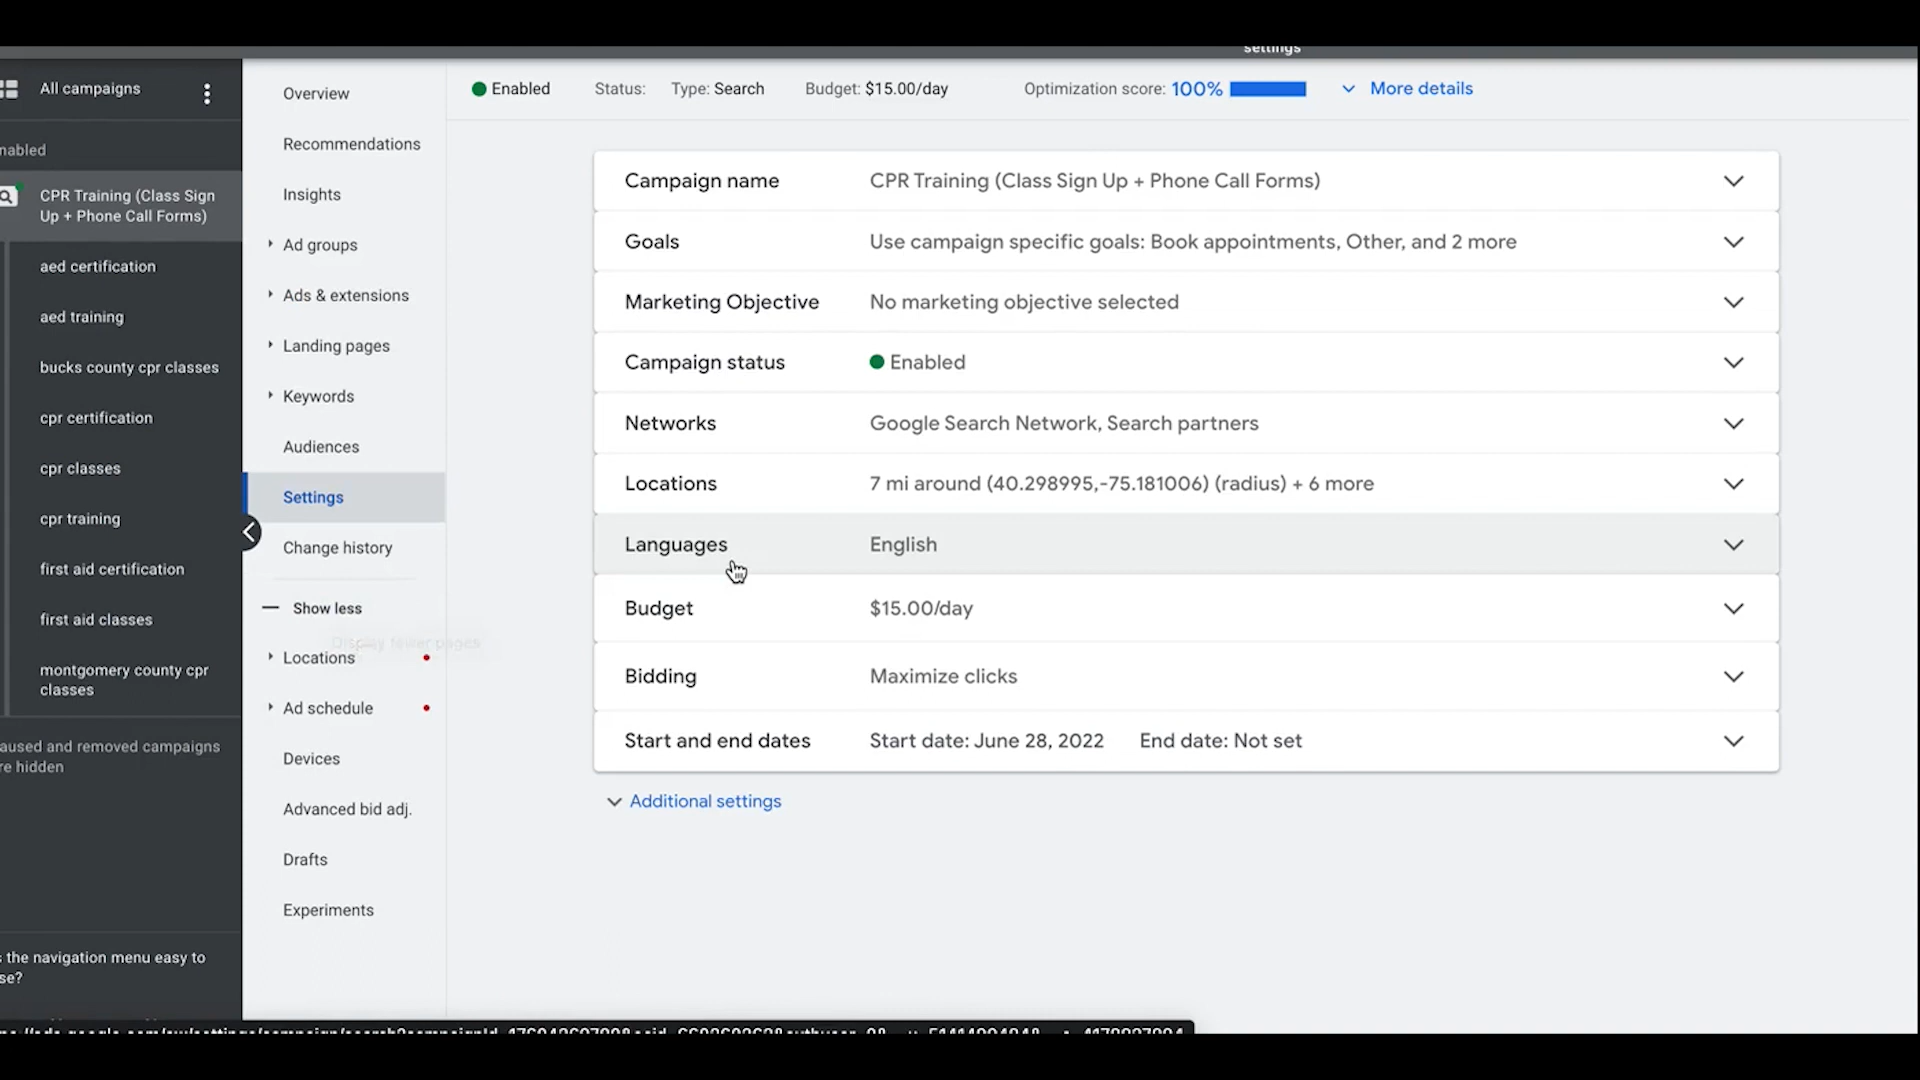 settings
All campaigns
Enabled
Status:
Type: Search
Budget: $15.00/day
Optimization score: 100%
More details
nabled
CPR Training (Class Sign
Up + Phone Call Forms)
aed certification
aed training
bucks county cpr classes
cpr certification
cpr classes
cpr training
first aid certification
first aid classes
montgomery county cpr
classes
aused and removed campaigns
re hidden
s the navigation menu easy to
se?
Overview
Recommendations
Insights
Ad groups
Ads & extensions
Landing pages
Keywords
Audiences
Settings
Change history
Show less
Display fewer pages
Locations
Ad schedule
Devices
Advanced bid adj.
Drafts
Experiments
Campaign name CPR Training (Class Sign Up + Phone Call Forms)
Goals Use campaign specific goals: Book appointments, Other, and 2 more
Marketing Objective No marketing objective selected
Campaign status Enabled
Networks Google Search Network, Search partners
Locations 7 mi around (40.298995,-75.181006) (radius) + 6 more
Languages English
Budget $15.00/day
Bidding Maximize clicks
Start and end dates Start date: June 28, 2022 End date: Not set
Additional settings